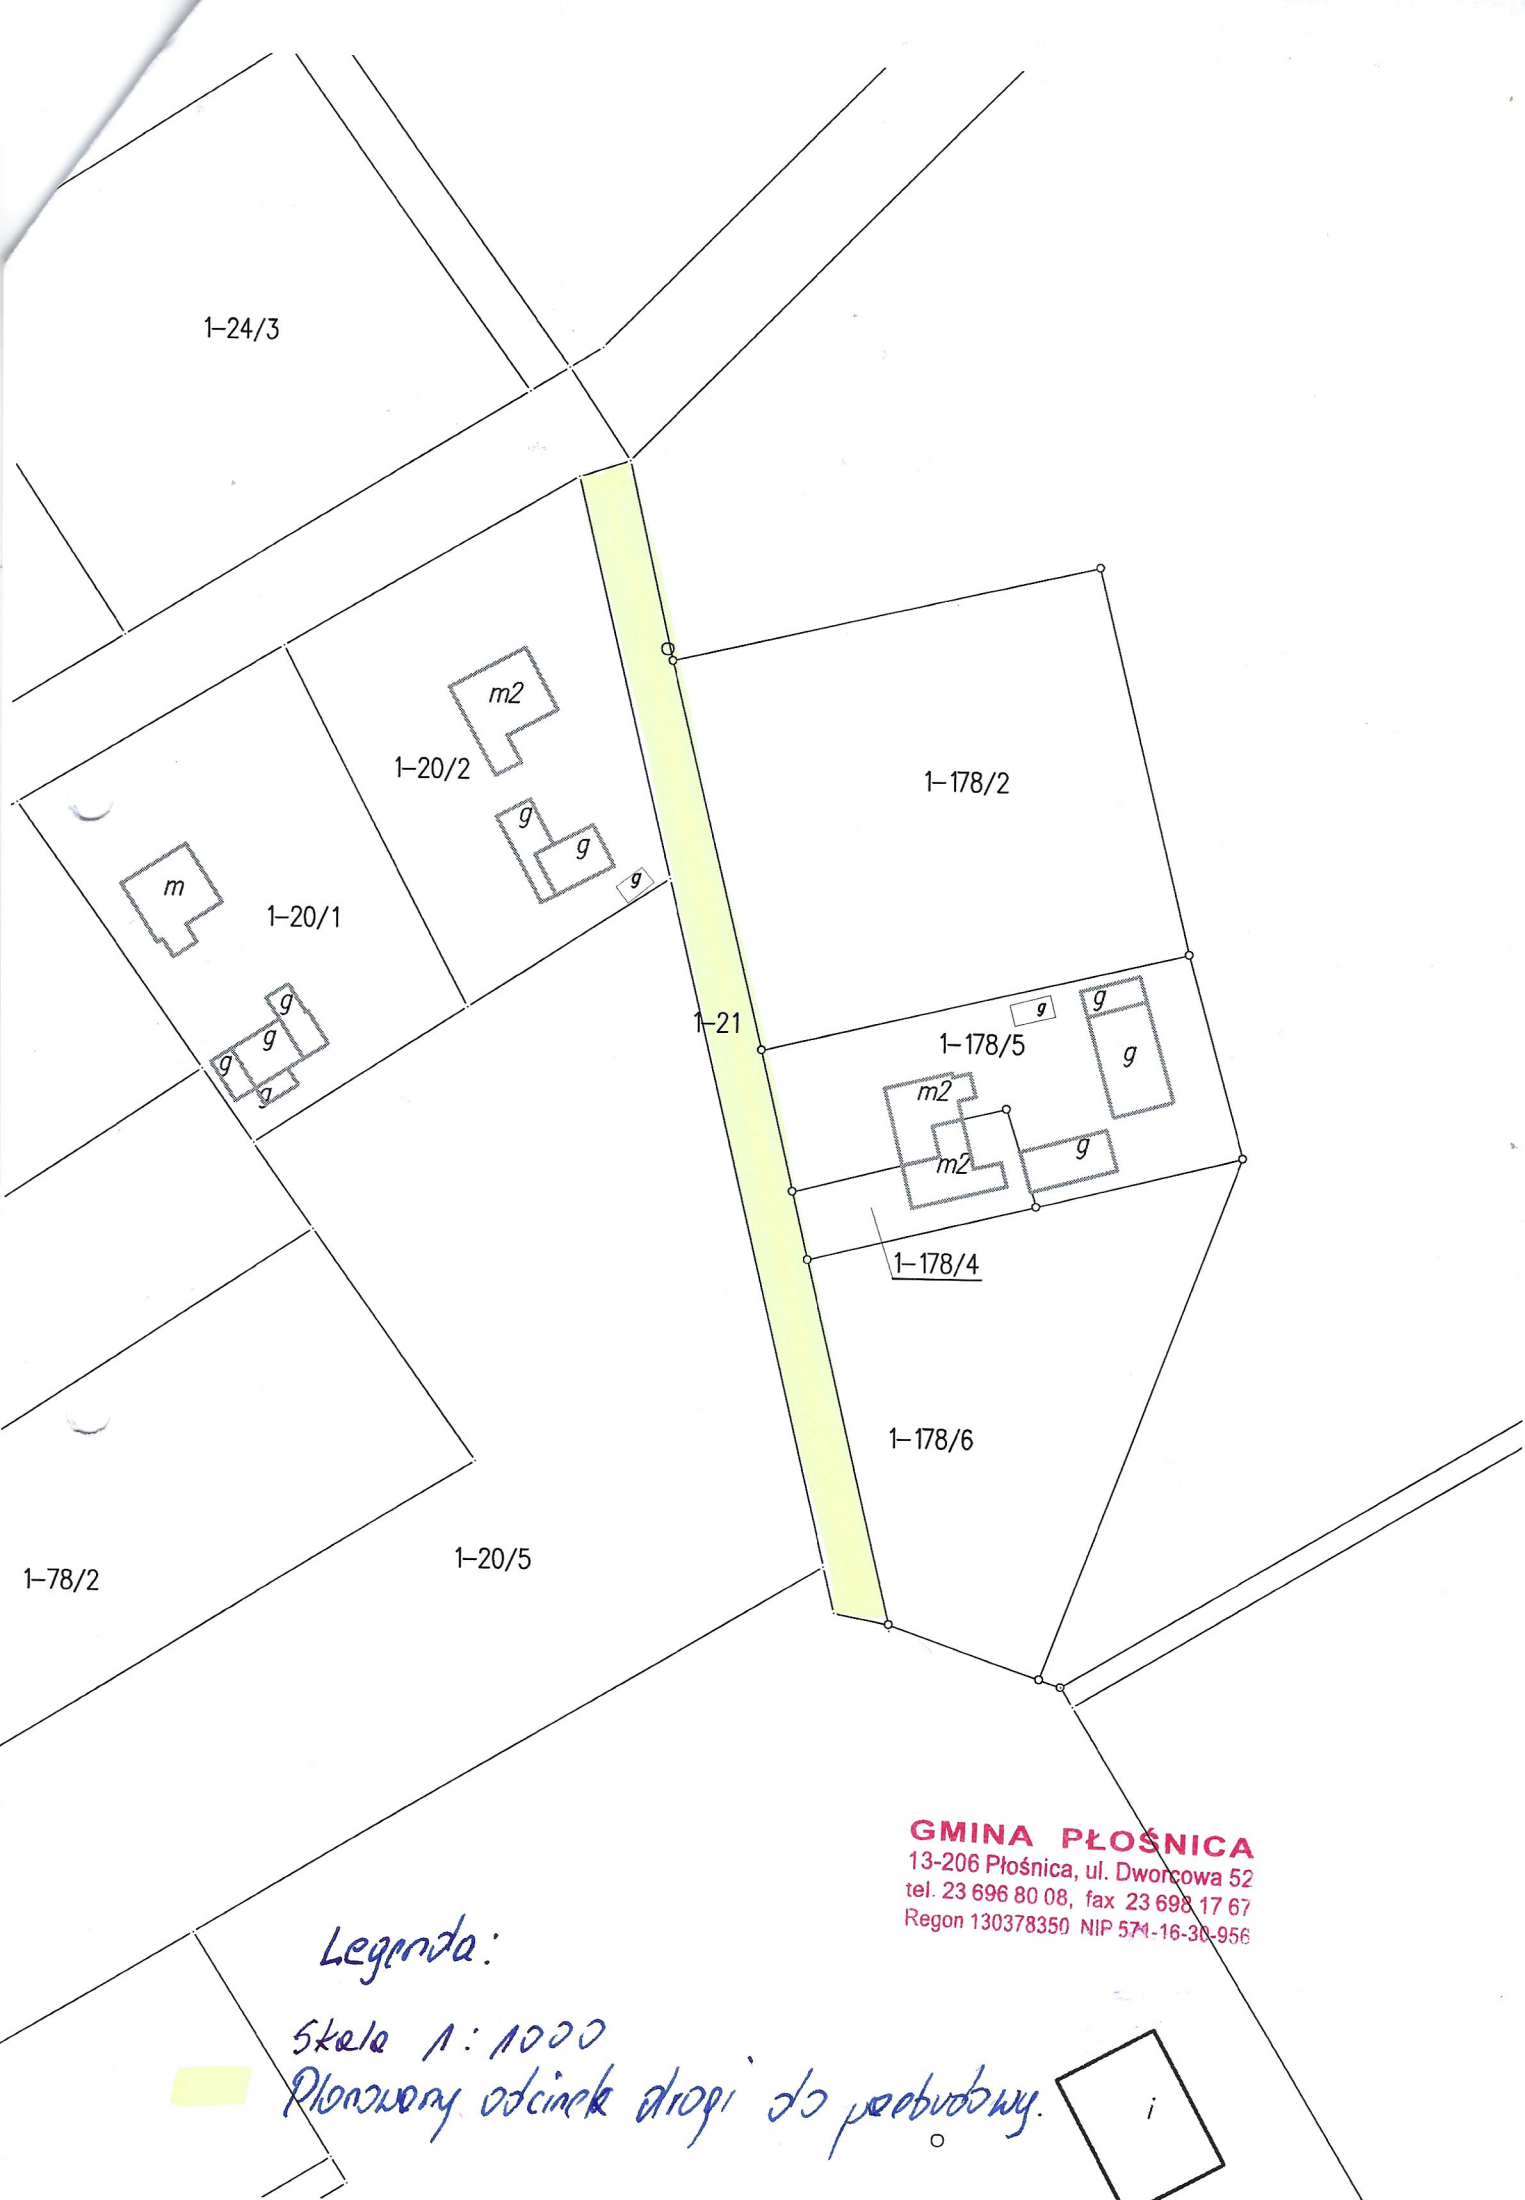 1-24/3
m2
1-20/2
1-178/2
g
g
g
m
1-20/1
g
g
g
g
1-21
g
g
1-178/5
g
m2
g
m2
1-178/4
1-178/6
1-20/5
1-78/2
GMINA PŁOŚNICA
13-206 Płośnica, ul. Dworcowa 52
tel. 23 696 80 08, fax 23 698 17 67
Regon 130378350 NIP 571-16-30-956
Legenda:
Skala 1:1000
Planowany odcinek drogi do przebudowy.
i